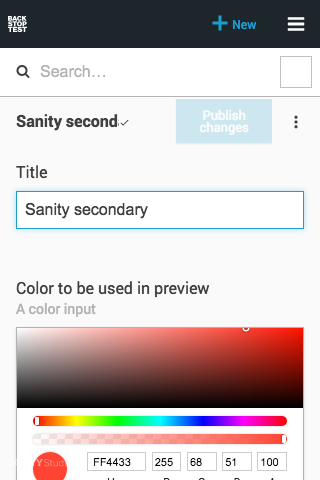 BACK
STOP
TEST
New
Search…
Sanity second
Publish
changes
Title
Sanity secondary
Color to be used in preview
A color input
FF4433 255 68 51 100